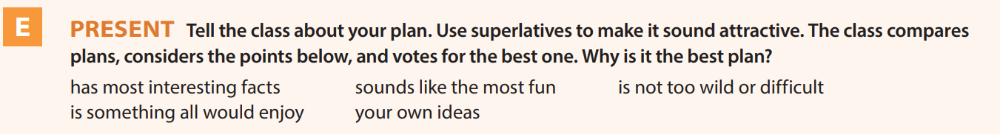 E
PRESENT Tell the class about your plan. Use superlatives to make it sound attractive. The class compares
plans, considers the points below, and votes for the best one. Why is it the best plan?
has most interesting facts sounds like the most fun is not too wild or difficult
is something all would enjoy your own ideas